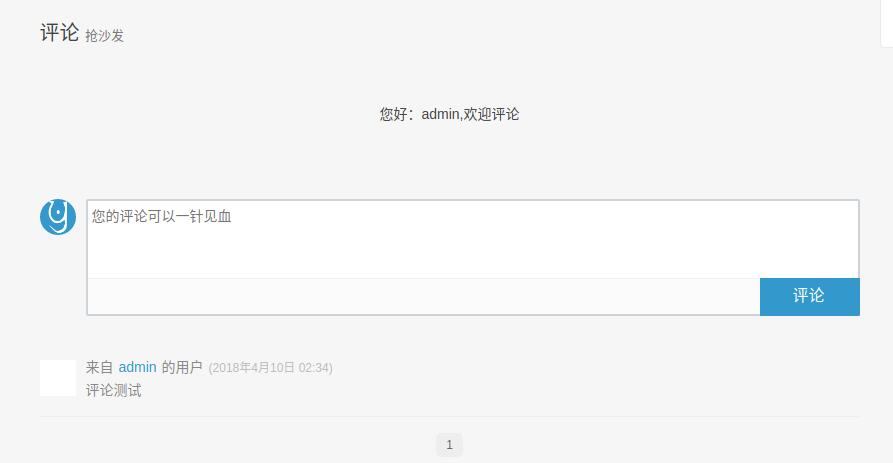 评论 抢沙发
您好：admin,欢迎评论
您的评论可以一针见血
评论
来自 admin 的用户 (2018年4月10日 02:34)
评论测试
1